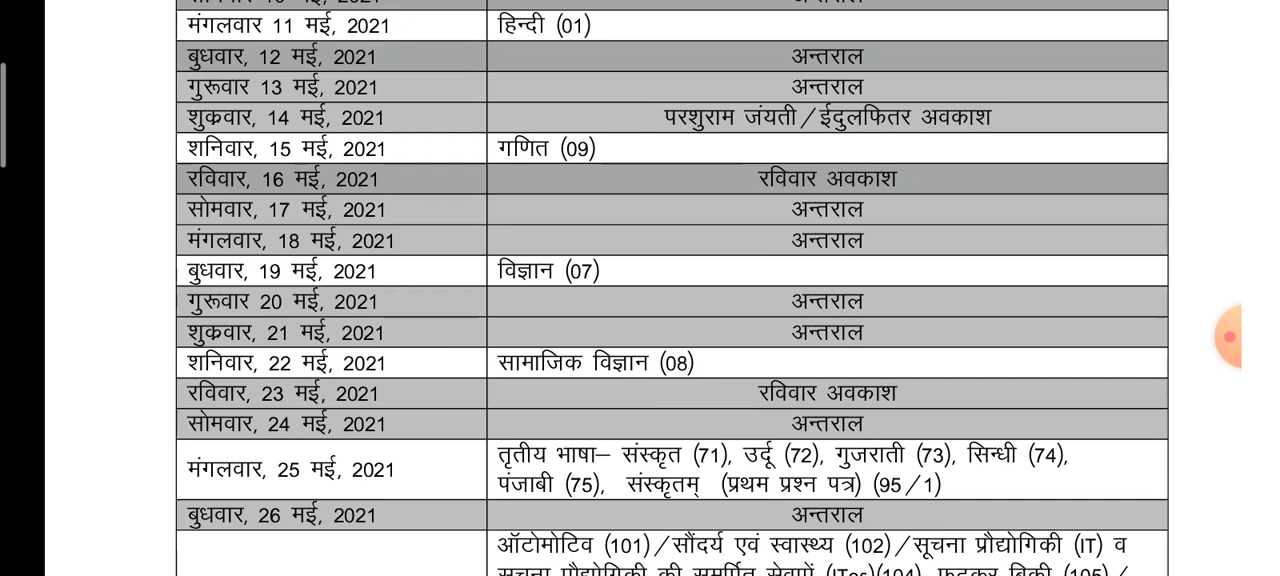 मंगलवार 11 मई, 2021 हिन्दी (01)
बुधवार, 12 मई, 2021 अन्तराल
गुरूवार 13 मई, 2021 अन्तराल
शुक्रवार, 14 मई, 2021 परशुराम जंयती/ईदुलफितर अवकाश
शनिवार, 15 मई, 2021 गणित (09)
रविवार, 16 मई, 2021 रविवार अवकाश
सोमवार, 17 मई, 2021 अन्तराल
मंगलवार, 18 मई, 2021 अन्तराल
बुधवार, 19 मई, 2021 विज्ञान (07)
गुरूवार 20 मई, 2021 अन्तराल
शुक्रवार, 21 मई, 2021 अन्तराल
शनिवार, 22 मई, 2021 सामाजिक विज्ञान (08)
रविवार, 23 मई, 2021 रविवार अवकाश
सोमवार, 24 मई, 2021 अन्तराल
मंगलवार, 25 मई, 2021 तृतीय भाषा– संस्कृत (71), उर्दू (72), गुजराती (73), सिन्धी (74),
पंजाबी (75), संस्कृतम् (प्रथम प्रश्न पत्र) (95/1)
बुधवार, 26 मई, 2021 अन्तराल
ऑटोमोटिव (101)/सौंदर्य एवं स्वास्थ्य (102)/सूचना प्रौद्योगिकी (IT) व